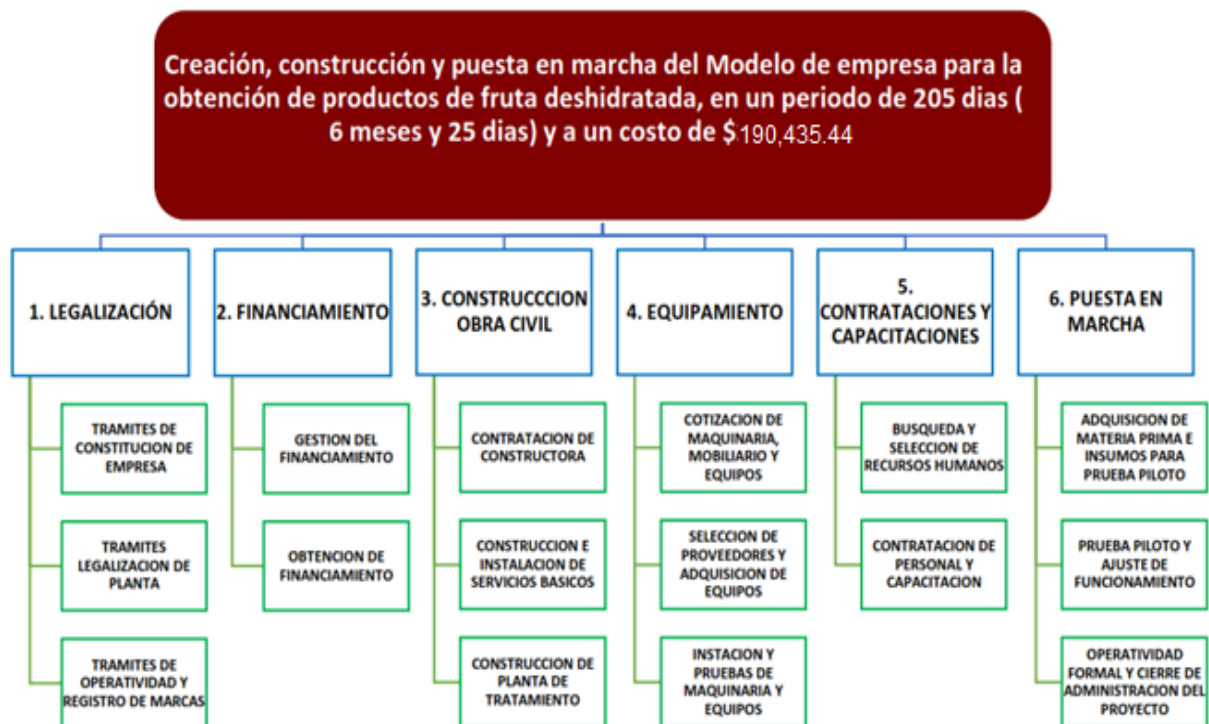 Creación, construcción y puesta en marcha del Modelo de empresa para la
obtención de productos de fruta deshidratada, en un periodo de 205 dias (
6 meses y 25 dias) y a un costo de $ 190,435.44
1. LEGALIZACIÓN
TRAMITES DE
CONSTITUCION DE
EMPRESA
TRAMITES
LEGALIZACION DE
PLANTA
TRAMITES DE
OPERATIVIDAD Y
REGISTRO DE MARCAS
2. FINANCIAMIENTO
GESTION DEL
FINANCIAMIENTO
OBTENCION DE
FINANCIAMIENTO
3. CONSTRUCCCION
OBRA CIVIL
CONTRATACION DE
CONSTRUCTORA
CONSTRUCCION E
INSTALACION DE
SERVICIOS BASICOS
CONSTRUCCION DE
PLANTA DE
TRATAMIENTO
4. EQUIPAMIENTO
COTIZACION DE
MAQUINARIA,
MOBILIARIO Y
EQUIPOS
SELECCION DE
PROVEEDORES Y
ADQUISICION DE
EQUIPOS
INSTACION Y
PRUEBAS DE
MAQUINARIA Y
EQUIPOS
5.
CONTRATACIONES Y
CAPACITACIONES
BUSQUEDA Y
SELECCION DE
RECURSOS HUMANOS
CONTRATACION DE
PERSONAL Y
CAPACITACION
6. PUESTA EN
MARCHA
ADQUISICION DE
MATERIA PRIMA E
INSUMOS PARA
PRUEBA PILOTO
PRUEBA PILOTO Y
AJUSTE DE
FUNCIONAMIENTO
OPERATIVIDAD
FORMAL Y CIERRE DE
ADMINISTRACION DEL
PROYECTO